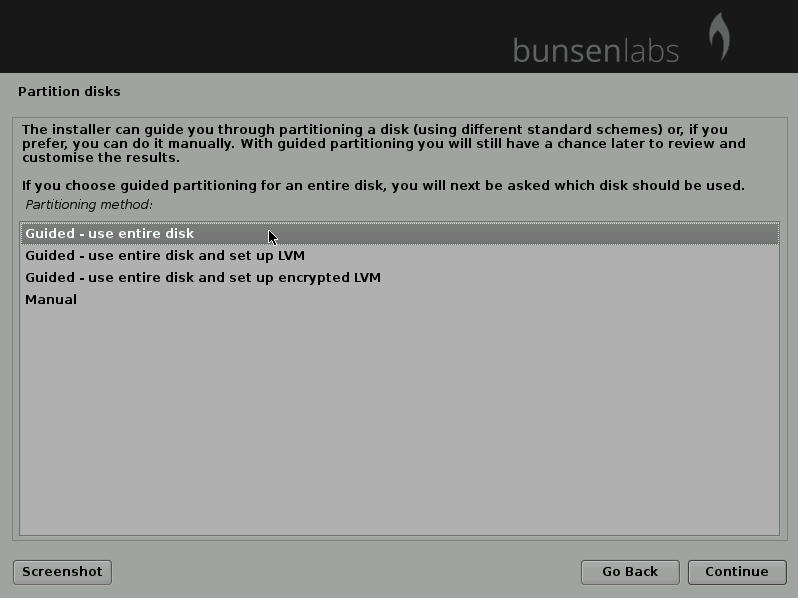 bunsenlabs
Partition disks
The installer can guide you through partitioning a disk (using different standard schemes) or, if you
prefer, you can do it manually. With guided partitioning you will still have a chance later to review and
customise the results.
If you choose guided partitioning for an entire disk, you will next be asked which disk should be used.
Partitioning method:
Guided - use entire disk
Guided - use entire disk and set up LVM
Guided - use entire disk and set up encrypted LVM
Manual
Screenshot
Go Back
Continue